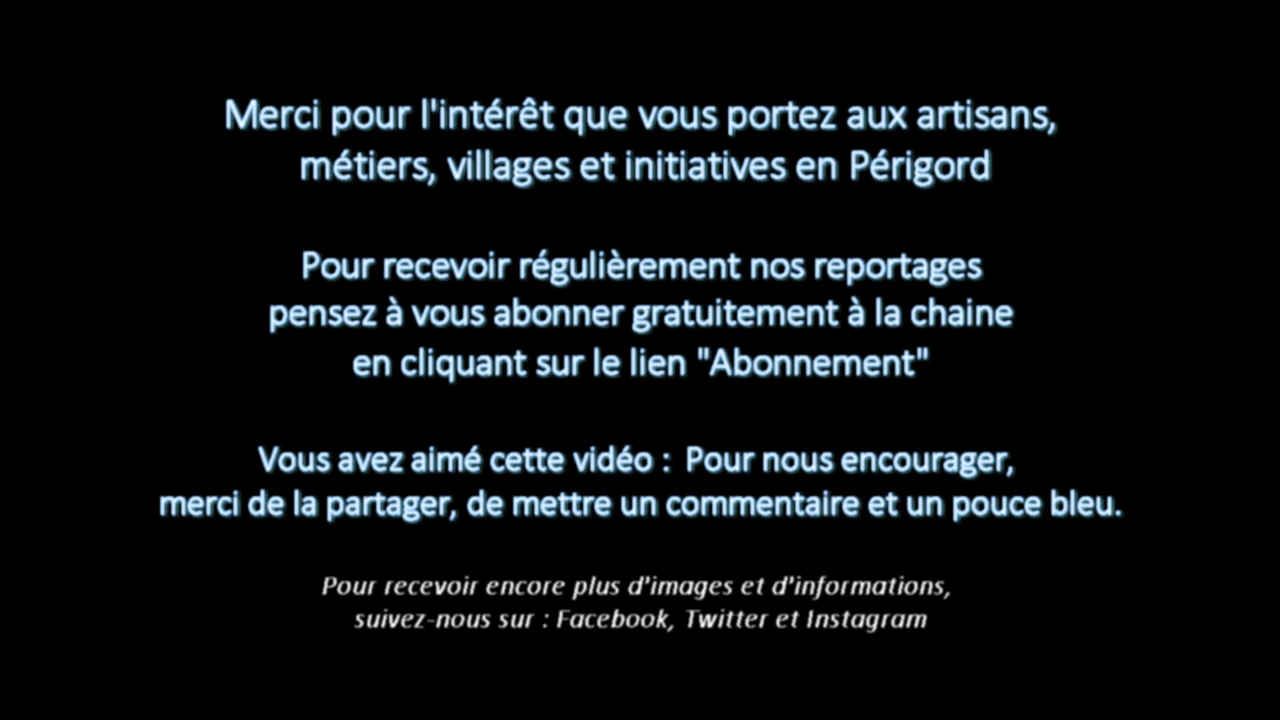 Merci pour l'intérêt que vous portez aux artisans,
métiers, villages et initiatives en Périgord
Pour recevoir régulièrement nos reportages
pensez à vous abonner gratuitement à la chaine
en cliquant sur le lien "Abonnement"
Vous avez aimé cette vidéo : Pour nous encourager,
merci de la partager, de mettre un commentaire et un pouce bleu.
Pour recevoir encore plus d'images et d'informations,
suivez-nous sur : Facebook, Twitter et Instagram